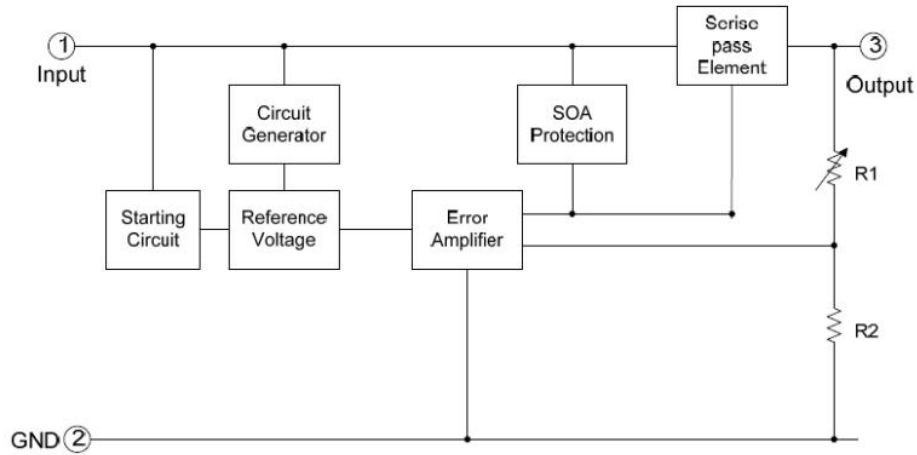 1
Input
Serise
pass
Element
3
Output
Circuit
Generator
SOA
Protection
R1
Starting
Circuit
Reference
Voltage
Error
Amplifier
R2
GND 2